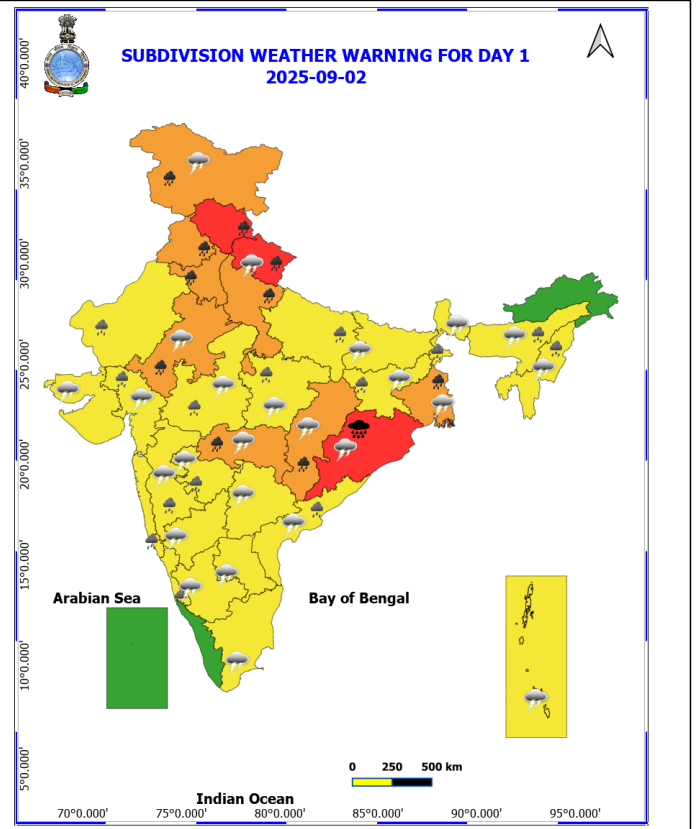 SUBDIVISION WEATHER WARNING FOR DAY 1
2025-09-02
40°0.000'
35°0.000'
30°0.000'
25°0.000'
20°0.000'
15°0.000'
10°0.000'
5°0.000'
Arabian Sea
Bay of Bengal
0 250 500 km
Indian Ocean
70°0.000' 75°0.000' 80°0.000' 85°0.000' 90°0.000' 95°0.000'